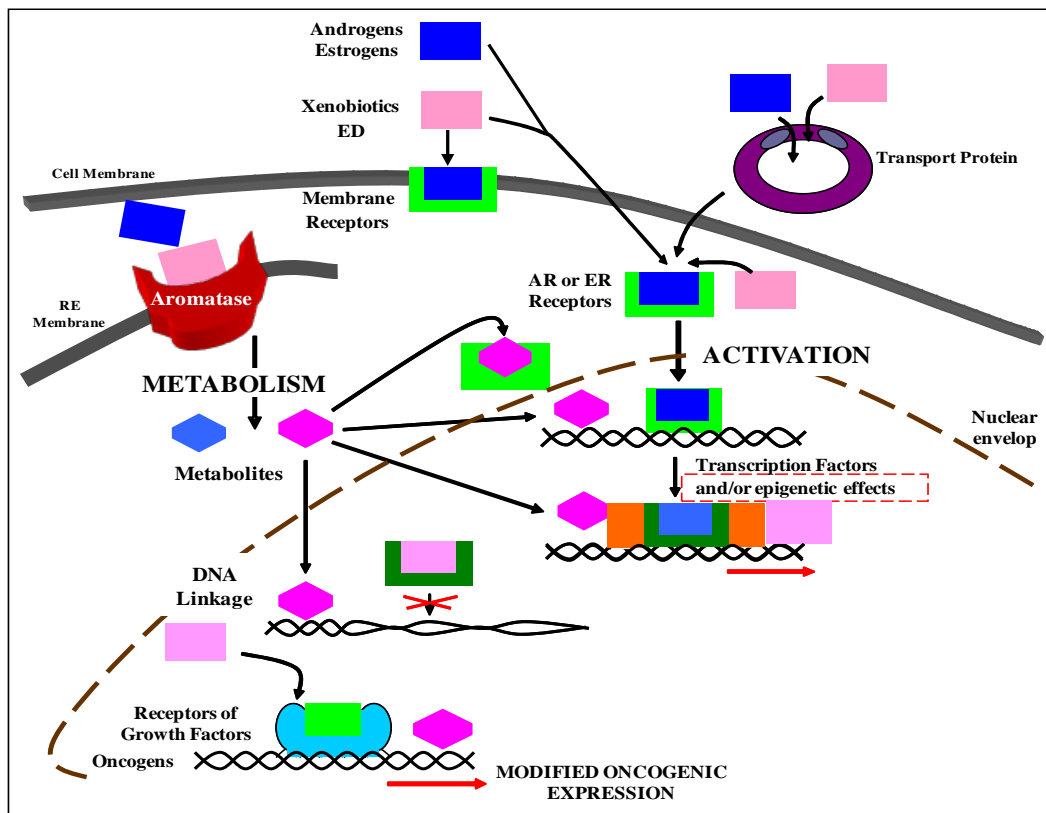 Androgens
Estrogens
Xenobiotics
ED
Transport Protein
Cell Membrane
Membrane
Receptors
Aromatase
AR or ER
Receptors
RE
Membrane
ACTIVATION
METABOLISM
Nuclear
envelop
Metabolites
Transcription Factors
and/or epigenetic effects
DNA
Linkage
Receptors of
Growth Factors
Oncogens
MODIFIED ONCOGENIC
EXPRESSION